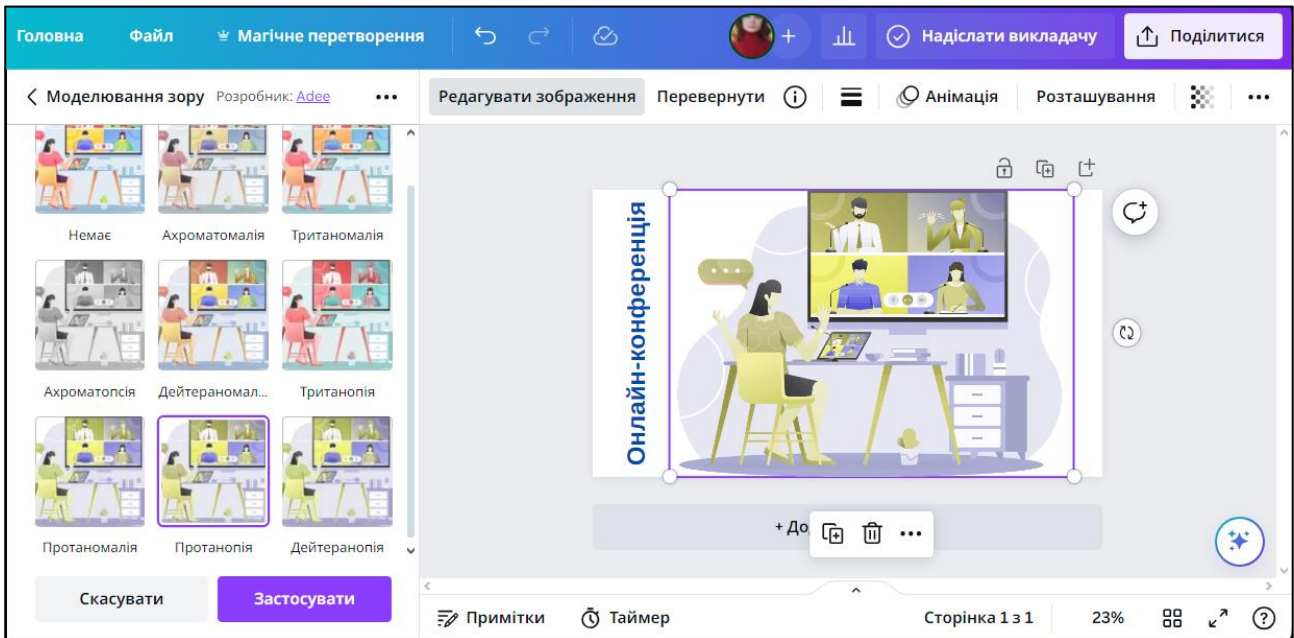 Головна Файл Магічне перетворення Надіслати викладачу Поділитися
Моделювання зору Розробник: Adee
Редагувати зображення Перевернути Анімація Розташування
Немає Ахроматомалія Тританомалія
Ахроматопсія Дейтераномал... Тританопія
Протаномалія Протанопія Дейтеранопія
Скасувати Застосувати
Онлайн-конференція
+ До
Примітки Таймер Сторінка 1 з 1 23%